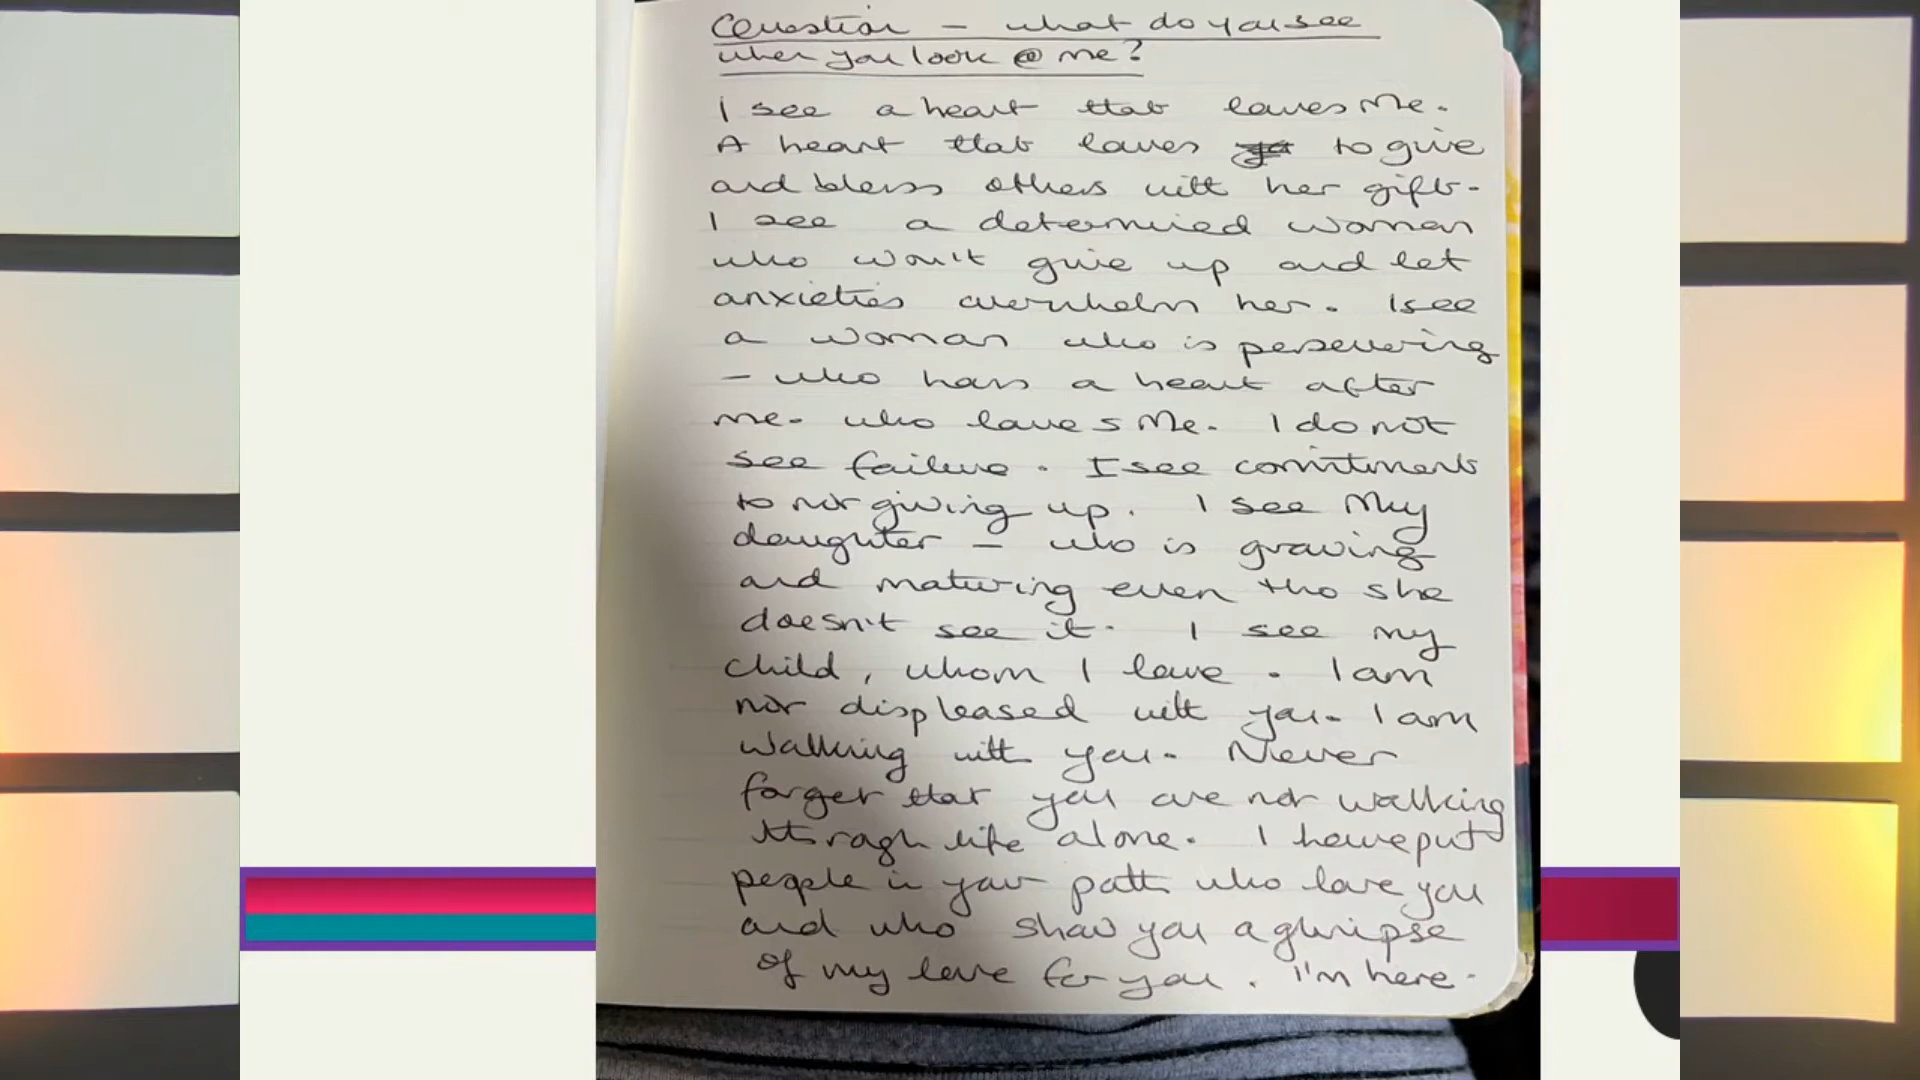 Question - what do you see
when you look @ me?
I see a heart that loves Me.
A heart that loves to give
and bless others with her gifts.
I see a determined woman
who won't give up and let
anxieties overwhelm her. I see
a woman who is persevering
- who has a heart after
me. who loves Me. I do not
see failure. I see comitment
to not giving up. I see My
daughter - who is growing
and maturing even tho she
doesn't see it. I see my
child, whom I love. I am
not displeased with you. I am
walking with you. Never
forget that you are not walking
through life alone. I have put
people in your path who love you
and who show you a glimpse
of my love for you. I'm here.